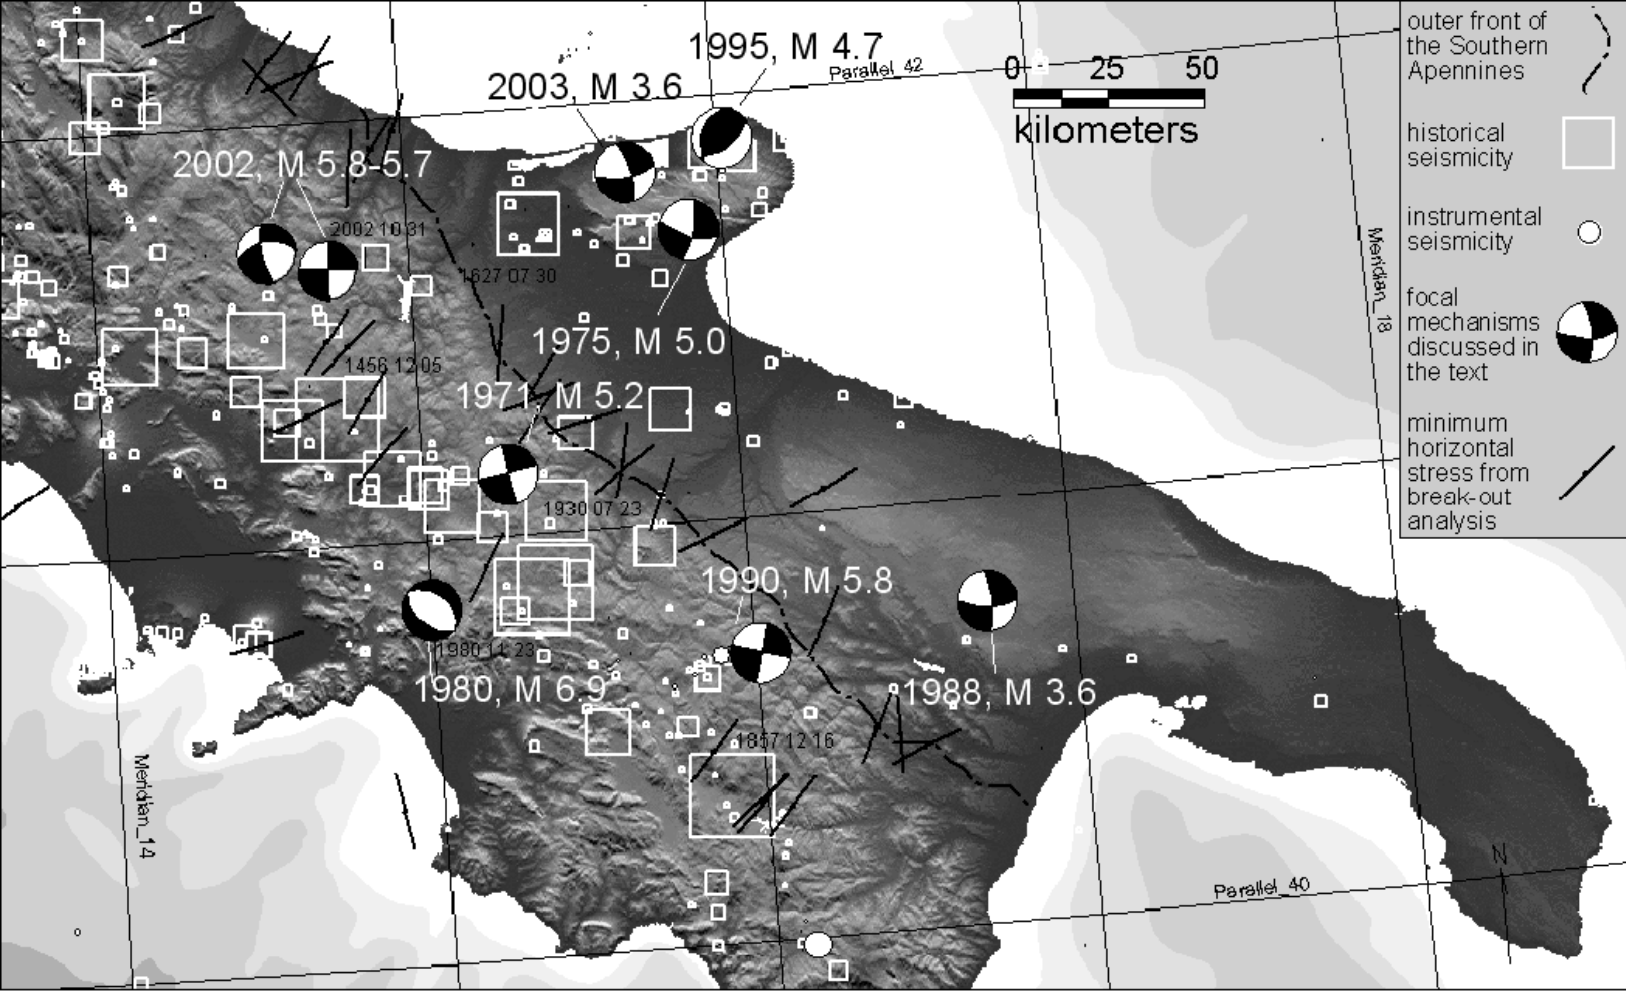 1995, M 4.7
2003, M 3.6
Parallel_42
0 25 50
kilometers
2002, M 5.8-5.7
2002 10 31
1627 07 30
1975, M 5.0
1456 12 05
1971, M 5.2
1930 07 23
1990, M 5.8
1980 11 23
1980, M 6.9
1988, M 3.6
1857 12 16
Meridian_14
Meridian_18
Parallel_40
N
outer front of
the Southern
Apennines
historical
seismicity
instrumental
seismicity
focal
mechanisms
discussed in
the text
minimum
horizontal
stress from
break-out
analysis